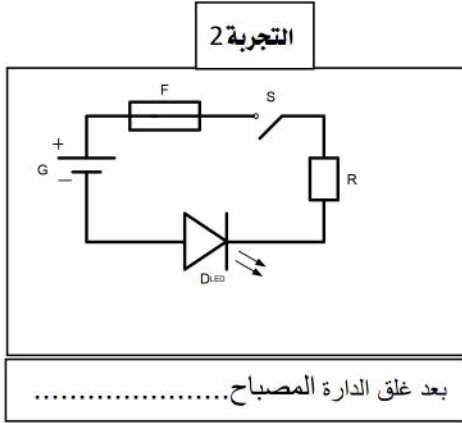 التجربة2
F
S
+
G
−
R
DLED
بعد غلق الدارة المصباح......................